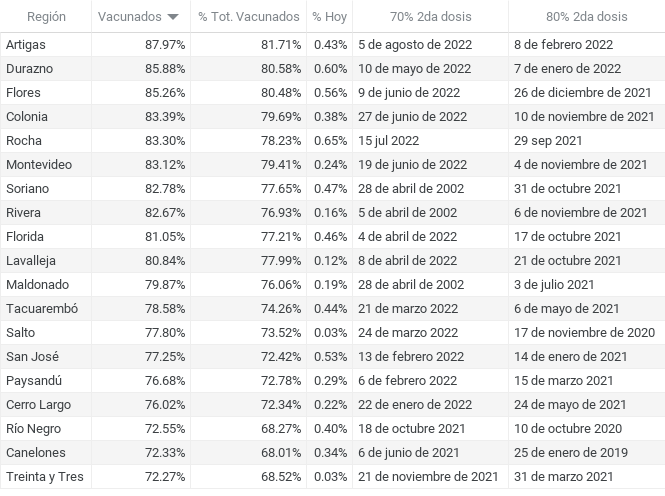 Región Vacunados % Tot. Vacunados % Hoy 70% 2da dosis 80% 2da dosis
Artigas 87.97% 81.71% 0.43% 5 de agosto de 2022 8 de febrero 2022
Durazno 85.88% 80.58% 0.60% 10 de mayo de 2022 7 de enero de 2022
Flores 85.26% 80.48% 0.56% 9 de junio de 2022 26 de diciembre de 2021
Colonia 83.39% 79.69% 0.38% 27 de junio de 2022 10 de noviembre de 2021
Rocha 83.30% 78.23% 0.65% 15 jul 2022 29 sep 2021
Montevideo 83.12% 79.41% 0.24% 19 de junio de 2022 4 de noviembre de 2021
Soriano 82.78% 77.65% 0.47% 28 de abril de 2002 31 de octubre 2021
Rivera 82.67% 76.93% 0.16% 5 de abril de 2002 6 de noviembre de 2021
Florida 81.05% 77.21% 0.46% 4 de abril de 2022 17 de octubre 2021
Lavalleja 80.84% 77.99% 0.12% 8 de abril de 2022 21 de octubre 2021
Maldonado 79.87% 76.06% 0.19% 28 de abril de 2002 3 de julio 2021
Tacuarembó 78.58% 74.26% 0.44% 21 de marzo 2022 6 de mayo de 2021
Salto 77.80% 73.52% 0.03% 24 de marzo 2022 17 de noviembre de 2020
San José 77.25% 72.42% 0.53% 13 de febrero 2022 14 de enero de 2021
Paysandú 76.68% 72.78% 0.29% 6 de febrero 2022 15 de marzo 2021
Cerro Largo 76.02% 72.34% 0.22% 22 de enero de 2022 24 de mayo de 2021
Río Negro 72.55% 68.27% 0.40% 18 de octubre 2021 10 de octubre 2020
Canelones 72.33% 68.01% 0.34% 6 de junio de 2021 25 de enero de 2019
Treinta y Tres 72.27% 68.52% 0.03% 21 de noviembre de 2021 31 de marzo 2021